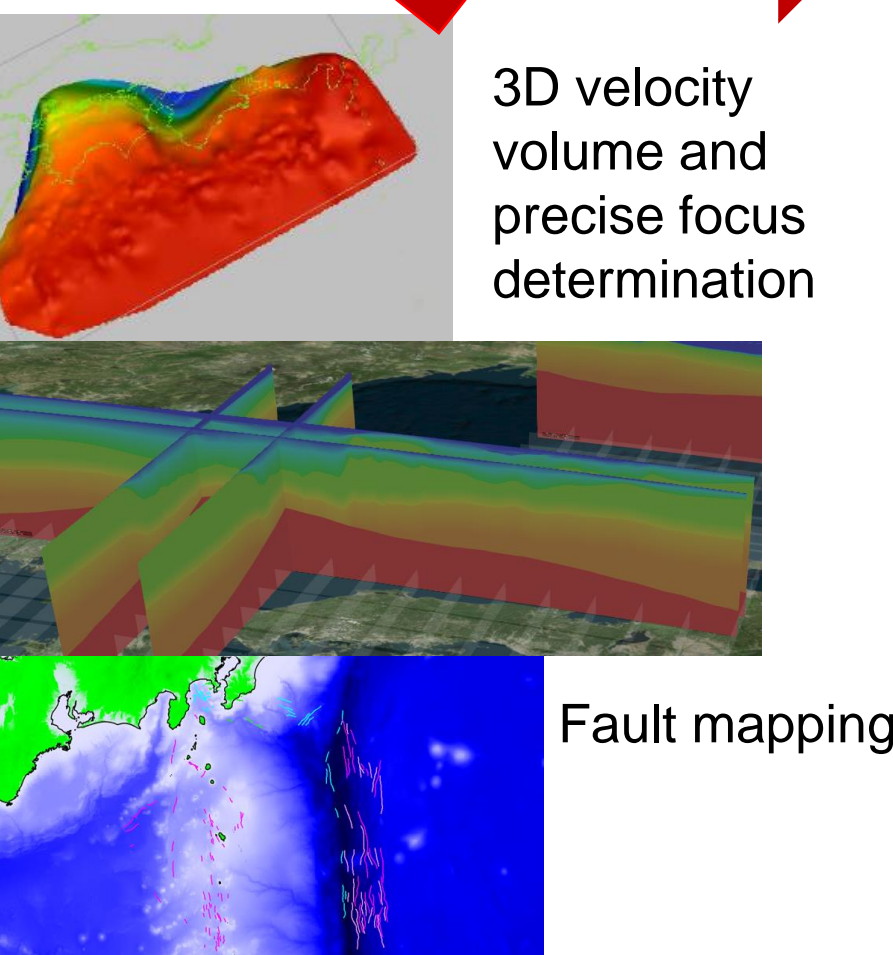 3D velocity
volume and
precise focus
determination
Fault mapping